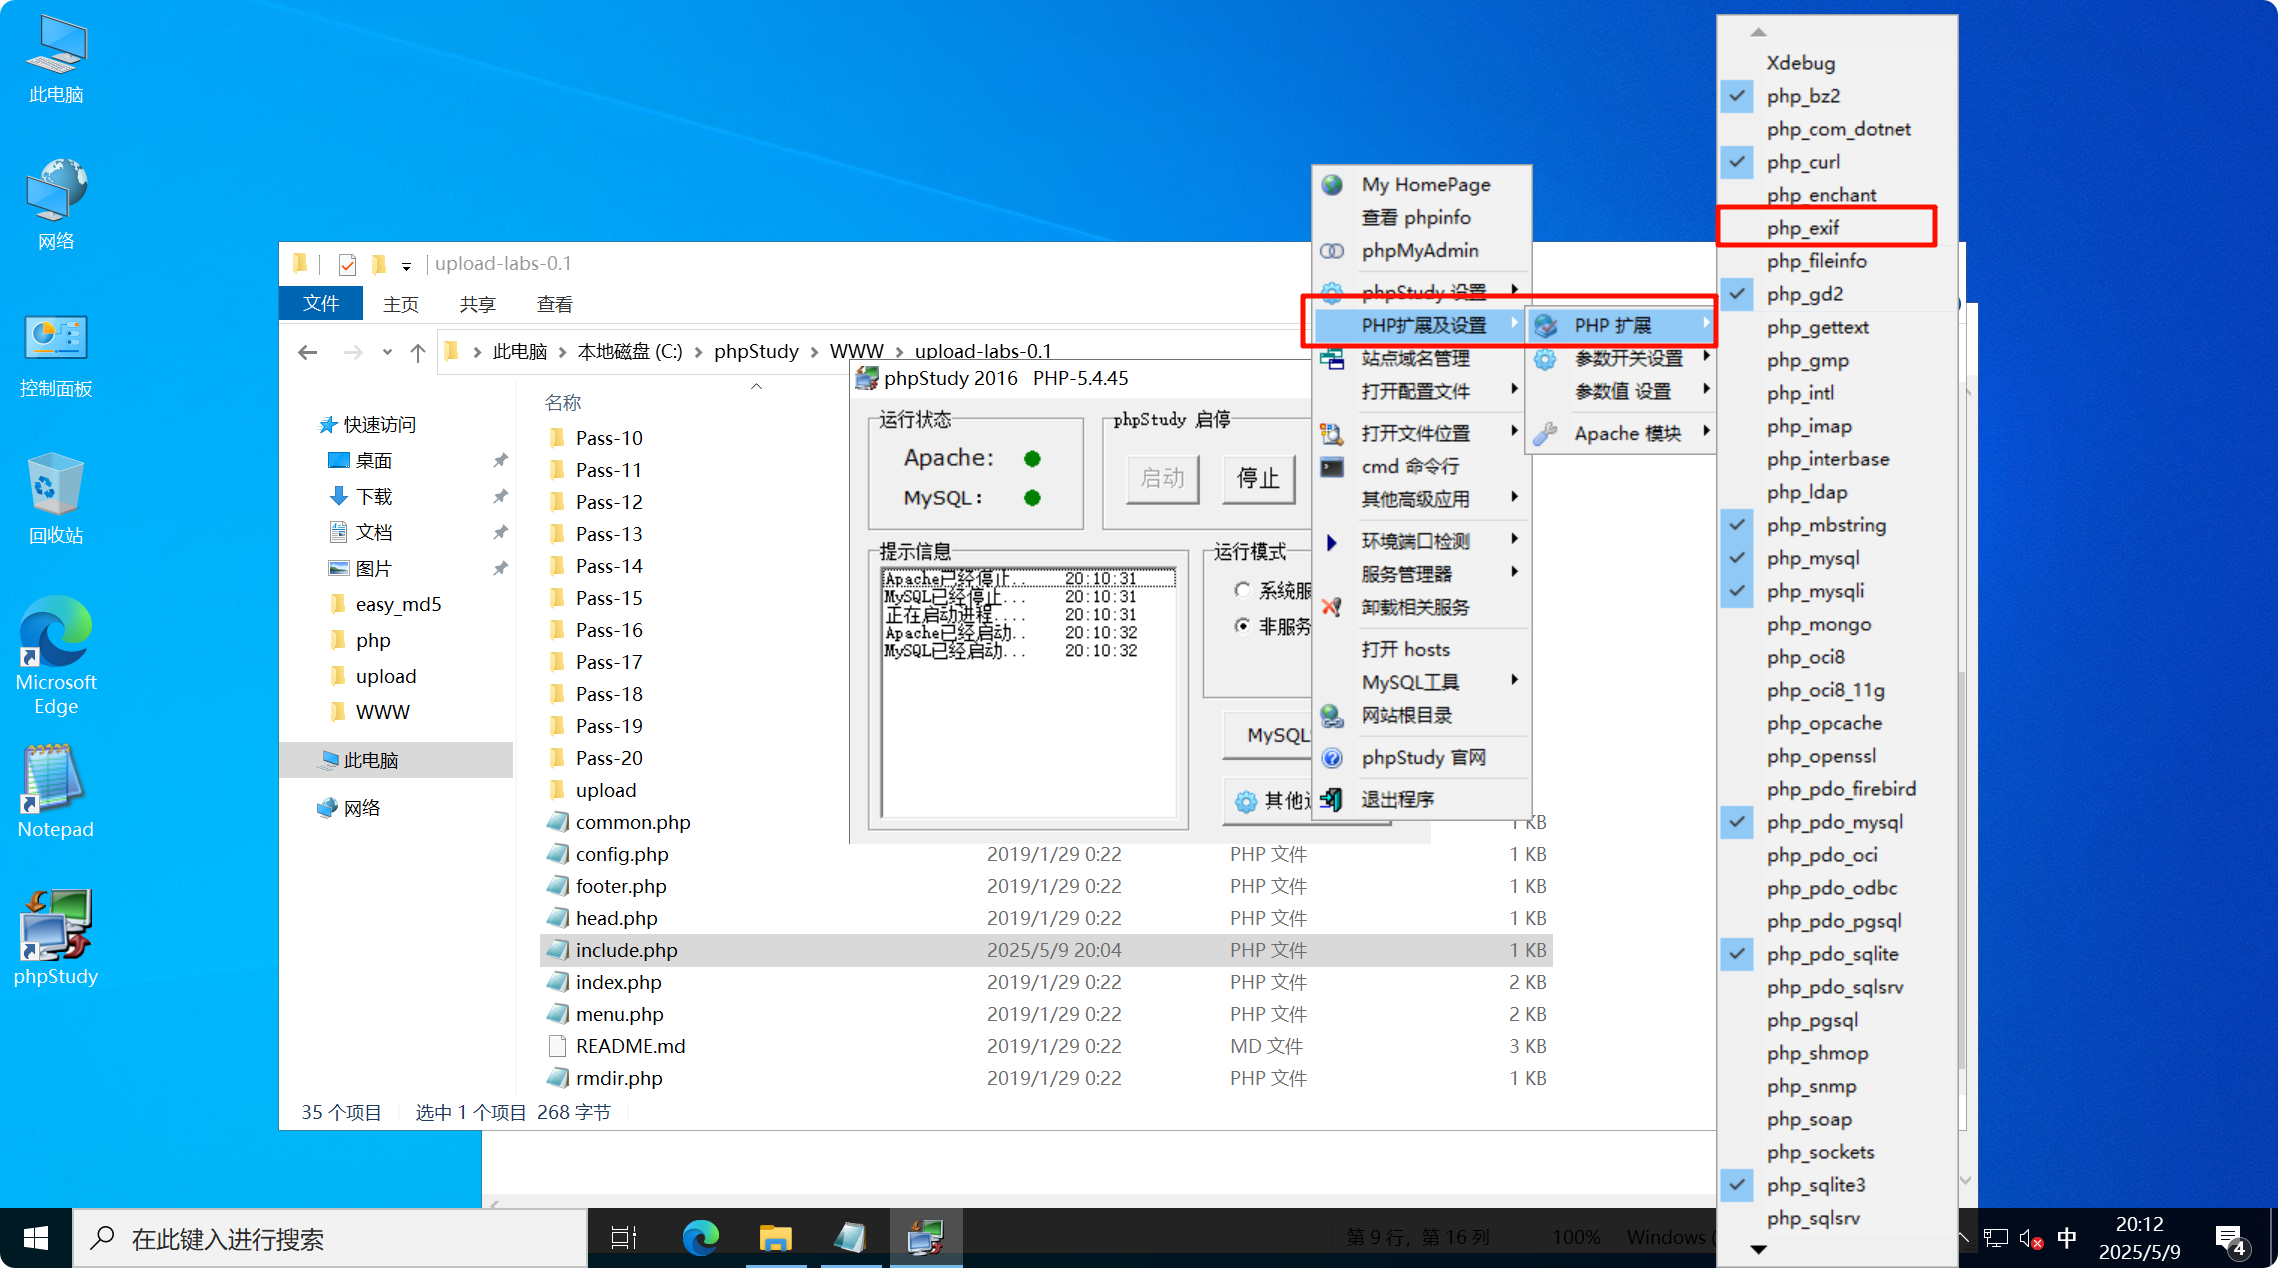 此电脑
网络
控制面板
回收站
Microsoft
Edge
Notepad
phpStudy
upload-labs-0.1
文件
主页
共享
查看
此电脑
本地磁盘 (C:)
phpStudy
WWW
upload-labs-0.1
快速访问
桌面
下载
文档
图片
easy_md5
php
upload
WWW
此电脑
网络
名称
Pass-10
Pass-11
Pass-12
Pass-13
Pass-14
Pass-15
Pass-16
Pass-17
Pass-18
Pass-19
Pass-20
upload
common.php 1 KB
config.php 2019/1/29 0:22 PHP 文件 1 KB
footer.php 2019/1/29 0:22 PHP 文件 1 KB
head.php 2019/1/29 0:22 PHP 文件 1 KB
include.php 2025/5/9 20:04 PHP 文件 1 KB
index.php 2019/1/29 0:22 PHP 文件 2 KB
menu.php 2019/1/29 0:22 PHP 文件 2 KB
README.md 2019/1/29 0:22 MD 文件 3 KB
rmdir.php 2019/1/29 0:22 PHP 文件 1 KB
35 个项目 选中 1 个项目 268 字节
phpStudy 2016 PHP-5.4.45
运行状态
Apache:
MySQL:
phpStudy 启停
启动
停止
提示信息
Apache已经停止.. 20:10:31
MySQL已经停止... 20:10:31
正在启动进程.... 20:10:31
Apache已经启动.. 20:10:32
MySQL已经启动... 20:10:32
运行模式
系统服
非服务
MySQL
其他
My HomePage
查看 phpinfo
phpMyAdmin
phpStudy 设置
PHP扩展及设置
站点域名管理
打开配置文件
打开文件位置
cmd 命令行
其他高级应用
环境端口检测
服务管理器
卸载相关服务
打开 hosts
MySQL工具
网站根目录
phpStudy 官网
退出程序
PHP 扩展
参数开关设置
参数值 设置
Apache 模块
Xdebug
php_bz2
php_com_dotnet
php_curl
php_enchant
php_exif
php_fileinfo
php_gd2
php_gettext
php_gmp
php_intl
php_imap
php_interbase
php_ldap
php_mbstring
php_mysql
php_mysqli
php_mongo
php_oci8
php_oci8_11g
php_opcache
php_openssl
php_pdo_firebird
php_pdo_mysql
php_pdo_oci
php_pdo_odbc
php_pdo_pgsql
php_pdo_sqlite
php_pdo_sqlsrv
php_pgsql
php_shmop
php_snmp
php_soap
php_sockets
php_sqlite3
php_sqlsrv
在此键入进行搜索
第 9 行，第 16 列
100%
Windows (
中
20:12
2025/5/9
4